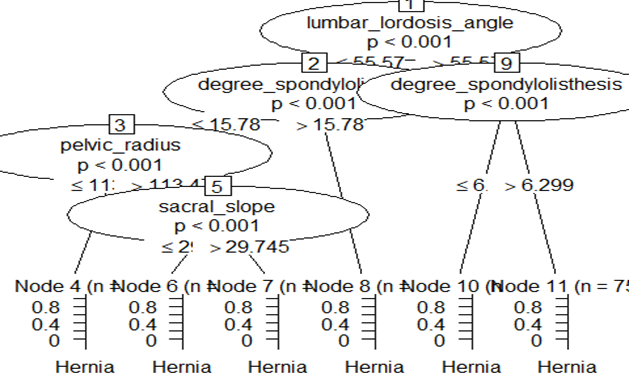 1
lumbar_lordosis_angle
p < 0.001
≤ 55.57 > 55.57
2 9
degree_spondyloli degree_spondylolisthesis
p < 0.001 p < 0.001
≤ 15.78 > 15.78
3
pelvic_radius
p < 0.001
≤ 11 > 113.4 ≤ 6. > 6.299
5
sacral_slope
p < 0.001
≤ 29 > 29.745
Node 4 (n = Node 6 (n = Node 7 (n = Node 8 (n = Node 10 (n Node 11 (n = 75
0.8 0.8 0.8 0.8 0.8 0.8
0.4 0.4 0.4 0.4 0.4 0.4
0 0 0 0 0 0
Hernia Hernia Hernia Hernia Hernia Hernia